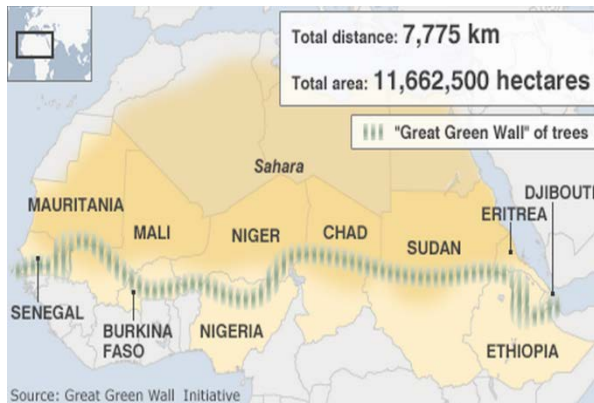 Total distance: 7,775 km
Total area: 11,662,500 hectares
"Great Green Wall" of trees
Sahara
DJIBOUTI
MAURITANIA
ERITREA
MALI
NIGER
CHAD
SUDAN
SENEGAL
BURKINA
FASO
NIGERIA
ETHIOPIA
Source: Great Green Wall Initiative